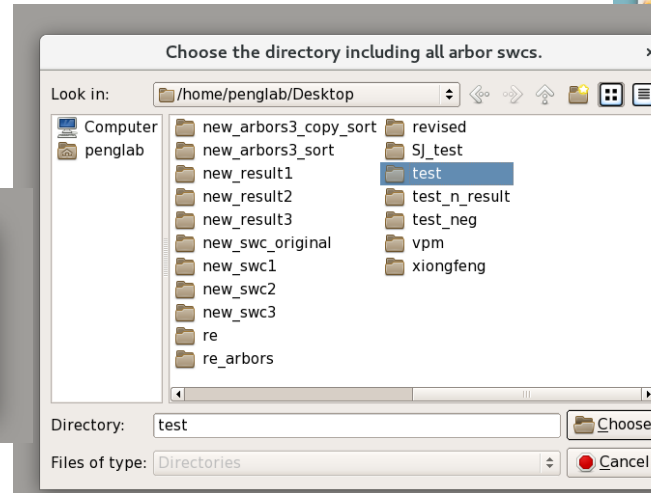 Choose the directory including all arbor swcs.
Look in: /home/penglab/Desktop
Computer
penglab
new_arbors3_copy_sort
new_arbors3_sort
new_result1
new_result2
new_result3
new_swc_original
new_swc1
new_swc2
new_swc3
re
re_arbors
revised
SJ_test
test
test_n_result
test_neg
vpm
xiongfeng
Directory: test Choose
Files of type: Directories Cancel